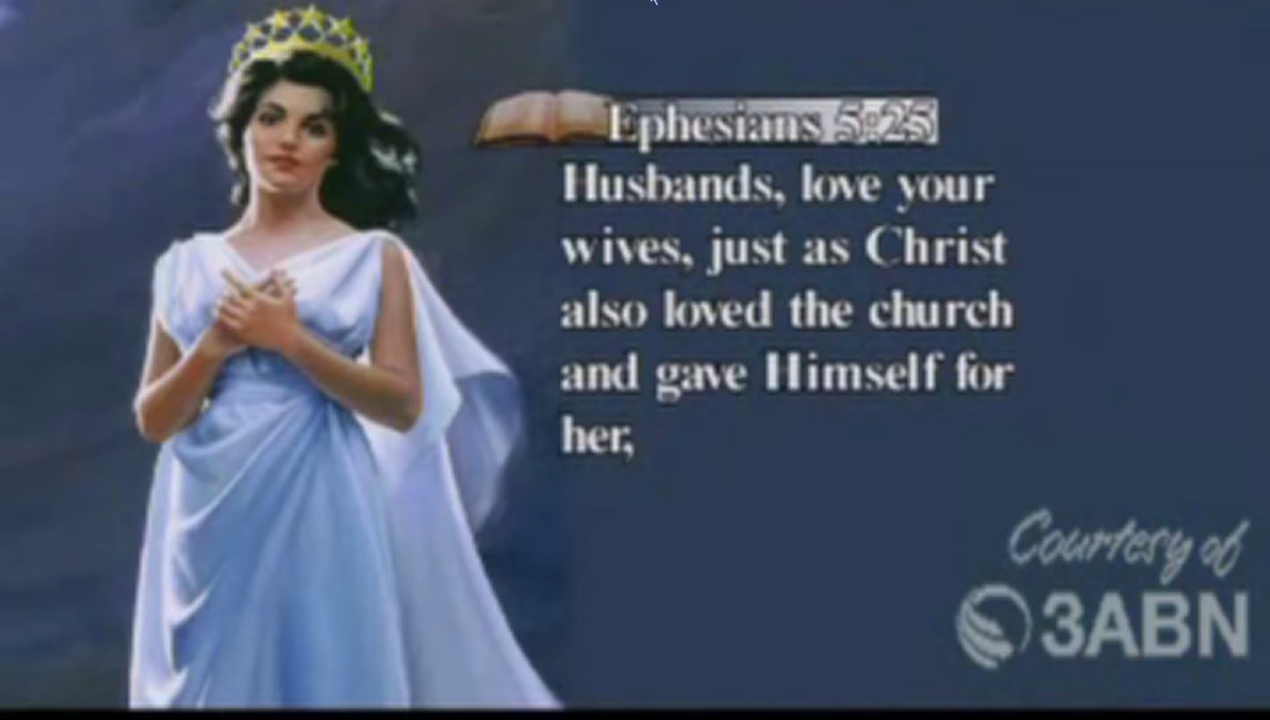 Ephesians 5:25
Husbands, love your
wives, just as Christ
also loved the church
and gave Himself for
her,
Courtesy of
3ABN